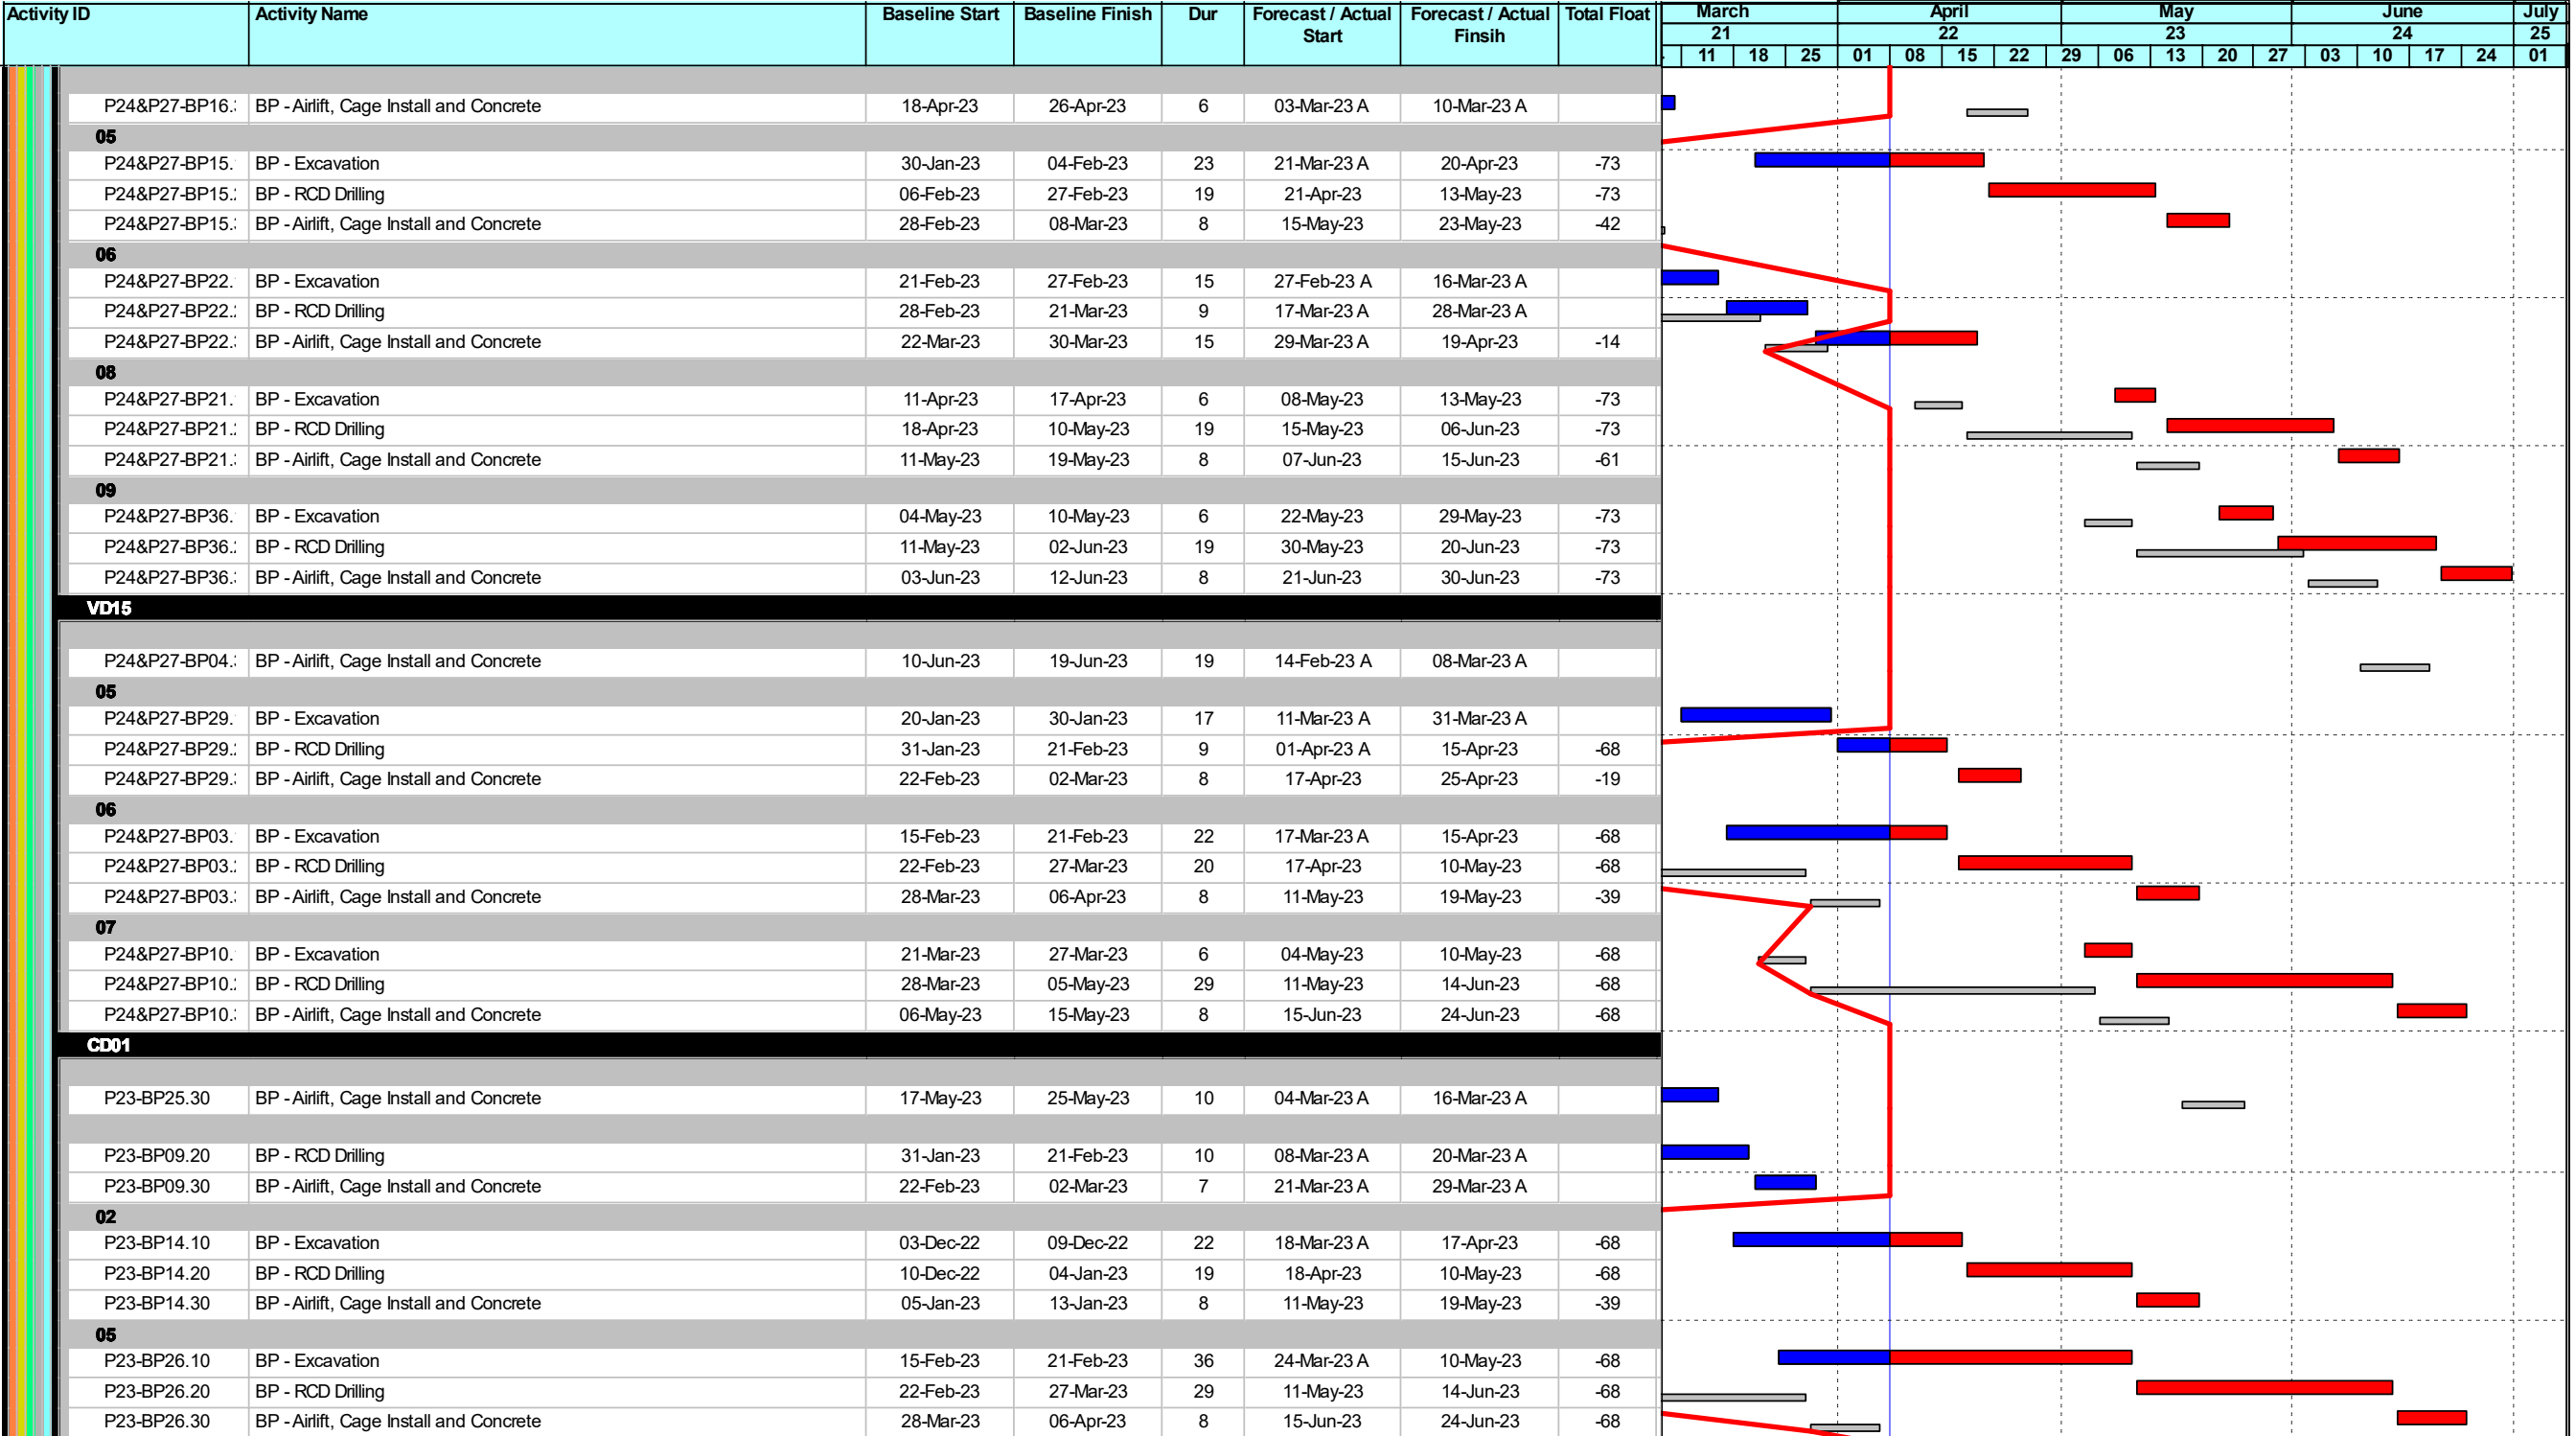 Activity ID Activity Name Baseline Start Baseline Finish Dur Forecast / Actual Start Forecast / Actual Finsih Total Float March April May June July
21 22 23 24 25
11 18 25 01 08 15 22 29 06 13 20 27 03 10 17 24 01
P24&P27-BP16. BP - Airlift, Cage Install and Concrete 18-Apr-23 26-Apr-23 6 03-Mar-23 A 10-Mar-23 A
05
P24&P27-BP15. BP - Excavation 30-Jan-23 04-Feb-23 23 21-Mar-23 A 20-Apr-23 -73
P24&P27-BP15. BP - RCD Drilling 06-Feb-23 27-Feb-23 19 21-Apr-23 13-May-23 -73
P24&P27-BP15. BP - Airlift, Cage Install and Concrete 28-Feb-23 08-Mar-23 8 15-May-23 23-May-23 -42
06
P24&P27-BP22. BP - Excavation 21-Feb-23 27-Feb-23 15 27-Feb-23 A 16-Mar-23 A
P24&P27-BP22. BP - RCD Drilling 28-Feb-23 21-Mar-23 9 17-Mar-23 A 28-Mar-23 A
P24&P27-BP22. BP - Airlift, Cage Install and Concrete 22-Mar-23 30-Mar-23 15 29-Mar-23 A 19-Apr-23 -14
08
P24&P27-BP21. BP - Excavation 11-Apr-23 17-Apr-23 6 08-May-23 13-May-23 -73
P24&P27-BP21. BP - RCD Drilling 18-Apr-23 10-May-23 19 15-May-23 06-Jun-23 -73
P24&P27-BP21. BP - Airlift, Cage Install and Concrete 11-May-23 19-May-23 8 07-Jun-23 15-Jun-23 -61
09
P24&P27-BP36. BP - Excavation 04-May-23 10-May-23 6 22-May-23 29-May-23 -73
P24&P27-BP36. BP - RCD Drilling 11-May-23 02-Jun-23 19 30-May-23 20-Jun-23 -73
P24&P27-BP36. BP - Airlift, Cage Install and Concrete 03-Jun-23 12-Jun-23 8 21-Jun-23 30-Jun-23 -73
VD15
P24&P27-BP04. BP - Airlift, Cage Install and Concrete 10-Jun-23 19-Jun-23 19 14-Feb-23 A 08-Mar-23 A
05
P24&P27-BP29. BP - Excavation 20-Jan-23 30-Jan-23 17 11-Mar-23 A 31-Mar-23 A
P24&P27-BP29. BP - RCD Drilling 31-Jan-23 21-Feb-23 9 01-Apr-23 A 15-Apr-23 -68
P24&P27-BP29. BP - Airlift, Cage Install and Concrete 22-Feb-23 02-Mar-23 8 17-Apr-23 25-Apr-23 -19
06
P24&P27-BP03. BP - Excavation 15-Feb-23 21-Feb-23 22 17-Mar-23 A 15-Apr-23 -68
P24&P27-BP03. BP - RCD Drilling 22-Feb-23 27-Mar-23 20 17-Apr-23 10-May-23 -68
P24&P27-BP03. BP - Airlift, Cage Install and Concrete 28-Mar-23 06-Apr-23 8 11-May-23 19-May-23 -39
07
P24&P27-BP10. BP - Excavation 21-Mar-23 27-Mar-23 6 04-May-23 10-May-23 -68
P24&P27-BP10. BP - RCD Drilling 28-Mar-23 05-May-23 29 11-May-23 14-Jun-23 -68
P24&P27-BP10. BP - Airlift, Cage Install and Concrete 06-May-23 15-May-23 8 15-Jun-23 24-Jun-23 -68
CD01
P23-BP25.30 BP - Airlift, Cage Install and Concrete 17-May-23 25-May-23 10 04-Mar-23 A 16-Mar-23 A
P23-BP09.20 BP - RCD Drilling 31-Jan-23 21-Feb-23 10 08-Mar-23 A 20-Mar-23 A
P23-BP09.30 BP - Airlift, Cage Install and Concrete 22-Feb-23 02-Mar-23 7 21-Mar-23 A 29-Mar-23 A
02
P23-BP14.10 BP - Excavation 03-Dec-22 09-Dec-22 22 18-Mar-23 A 17-Apr-23 -68
P23-BP14.20 BP - RCD Drilling 10-Dec-22 04-Jan-23 19 18-Apr-23 10-May-23 -68
P23-BP14.30 BP - Airlift, Cage Install and Concrete 05-Jan-23 13-Jan-23 8 11-May-23 19-May-23 -39
05
P23-BP26.10 BP - Excavation 15-Feb-23 21-Feb-23 36 24-Mar-23 A 10-May-23 -68
P23-BP26.20 BP - RCD Drilling 22-Feb-23 27-Mar-23 29 11-May-23 14-Jun-23 -68
P23-BP26.30 BP - Airlift, Cage Install and Concrete 28-Mar-23 06-Apr-23 8 15-Jun-23 24-Jun-23 -68